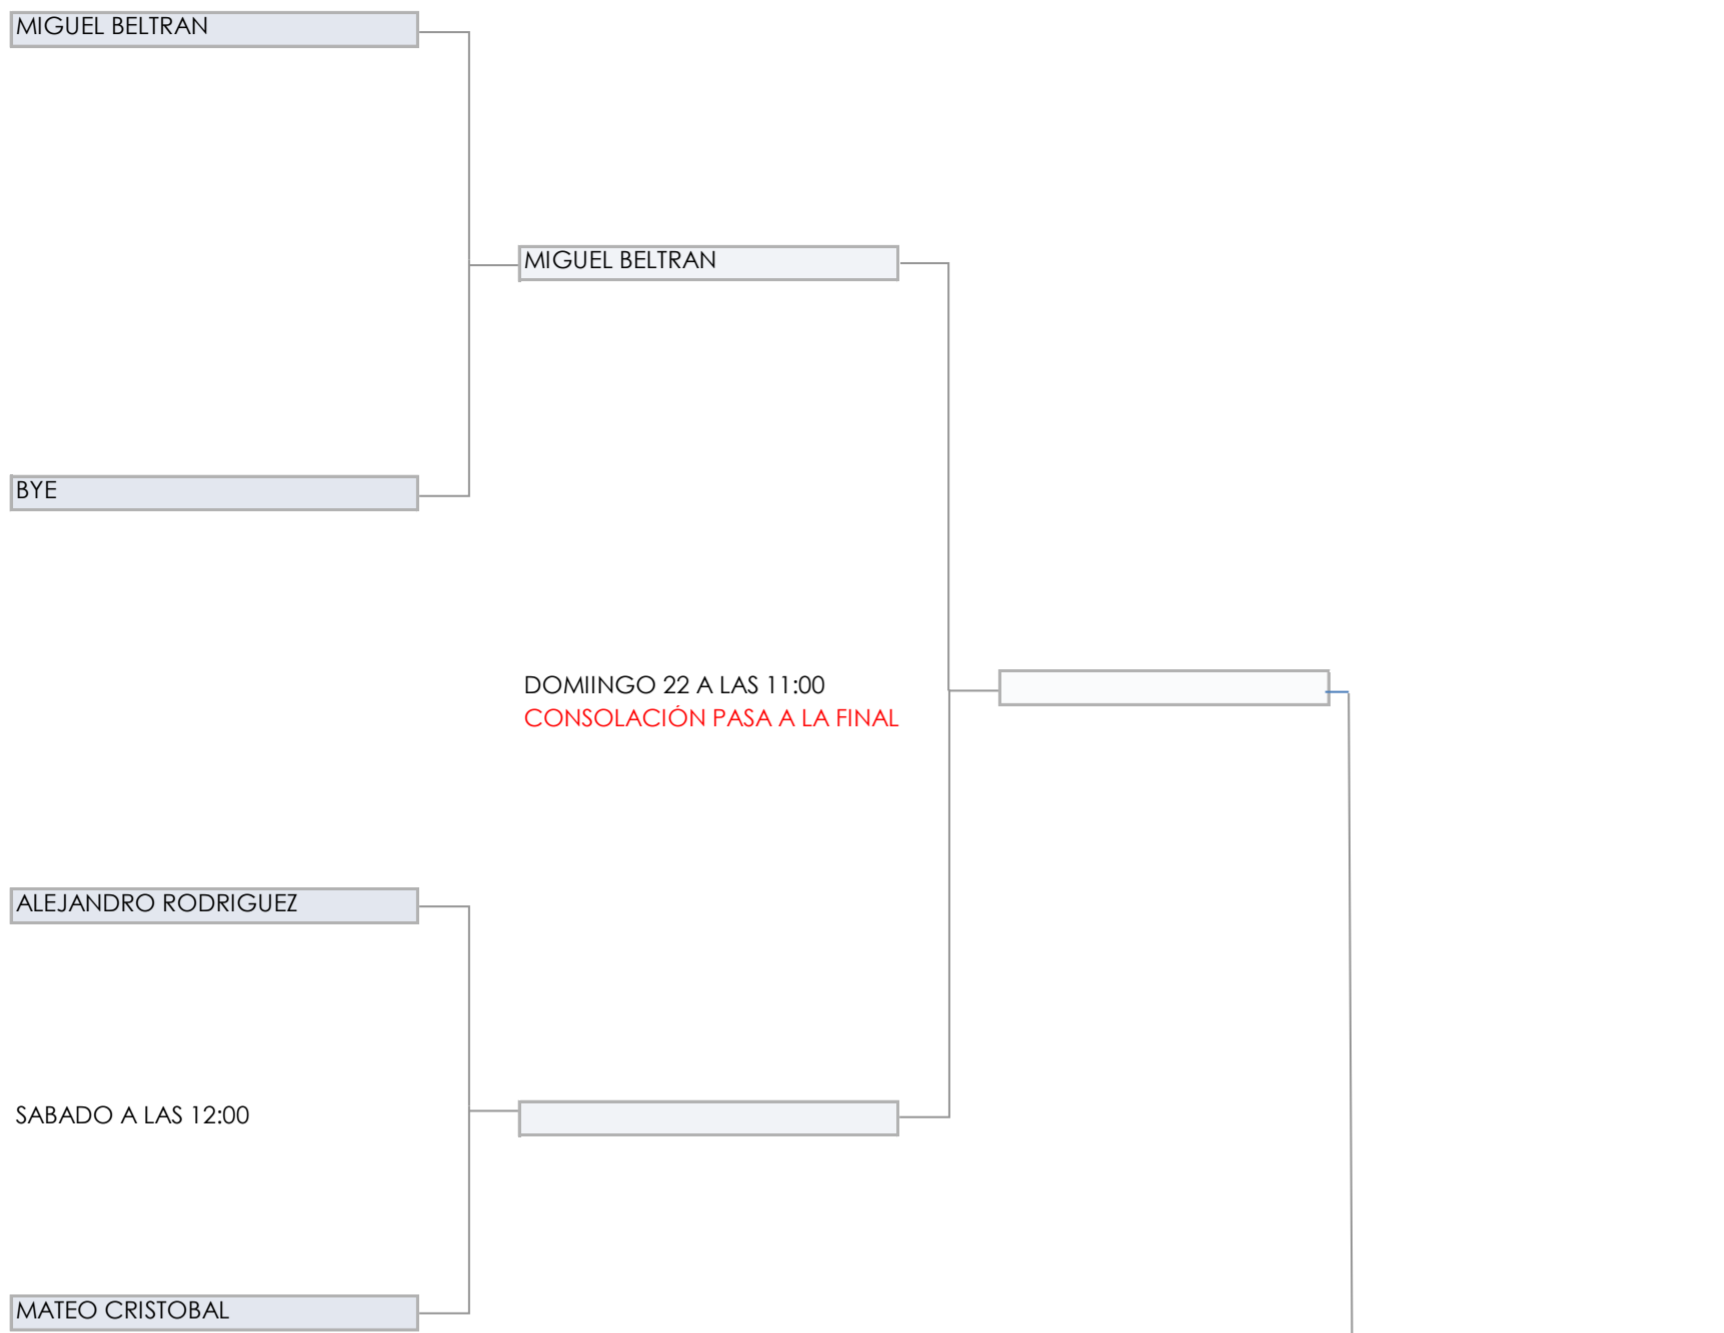 MIGUEL BELTRAN
MIGUEL BELTRAN
BYE
DOMIINGO 22 A LAS 11:00
CONSOLACIÓN PASA A LA FINAL
ALEJANDRO RODRIGUEZ
SABADO A LAS 12:00
MATEO CRISTOBAL